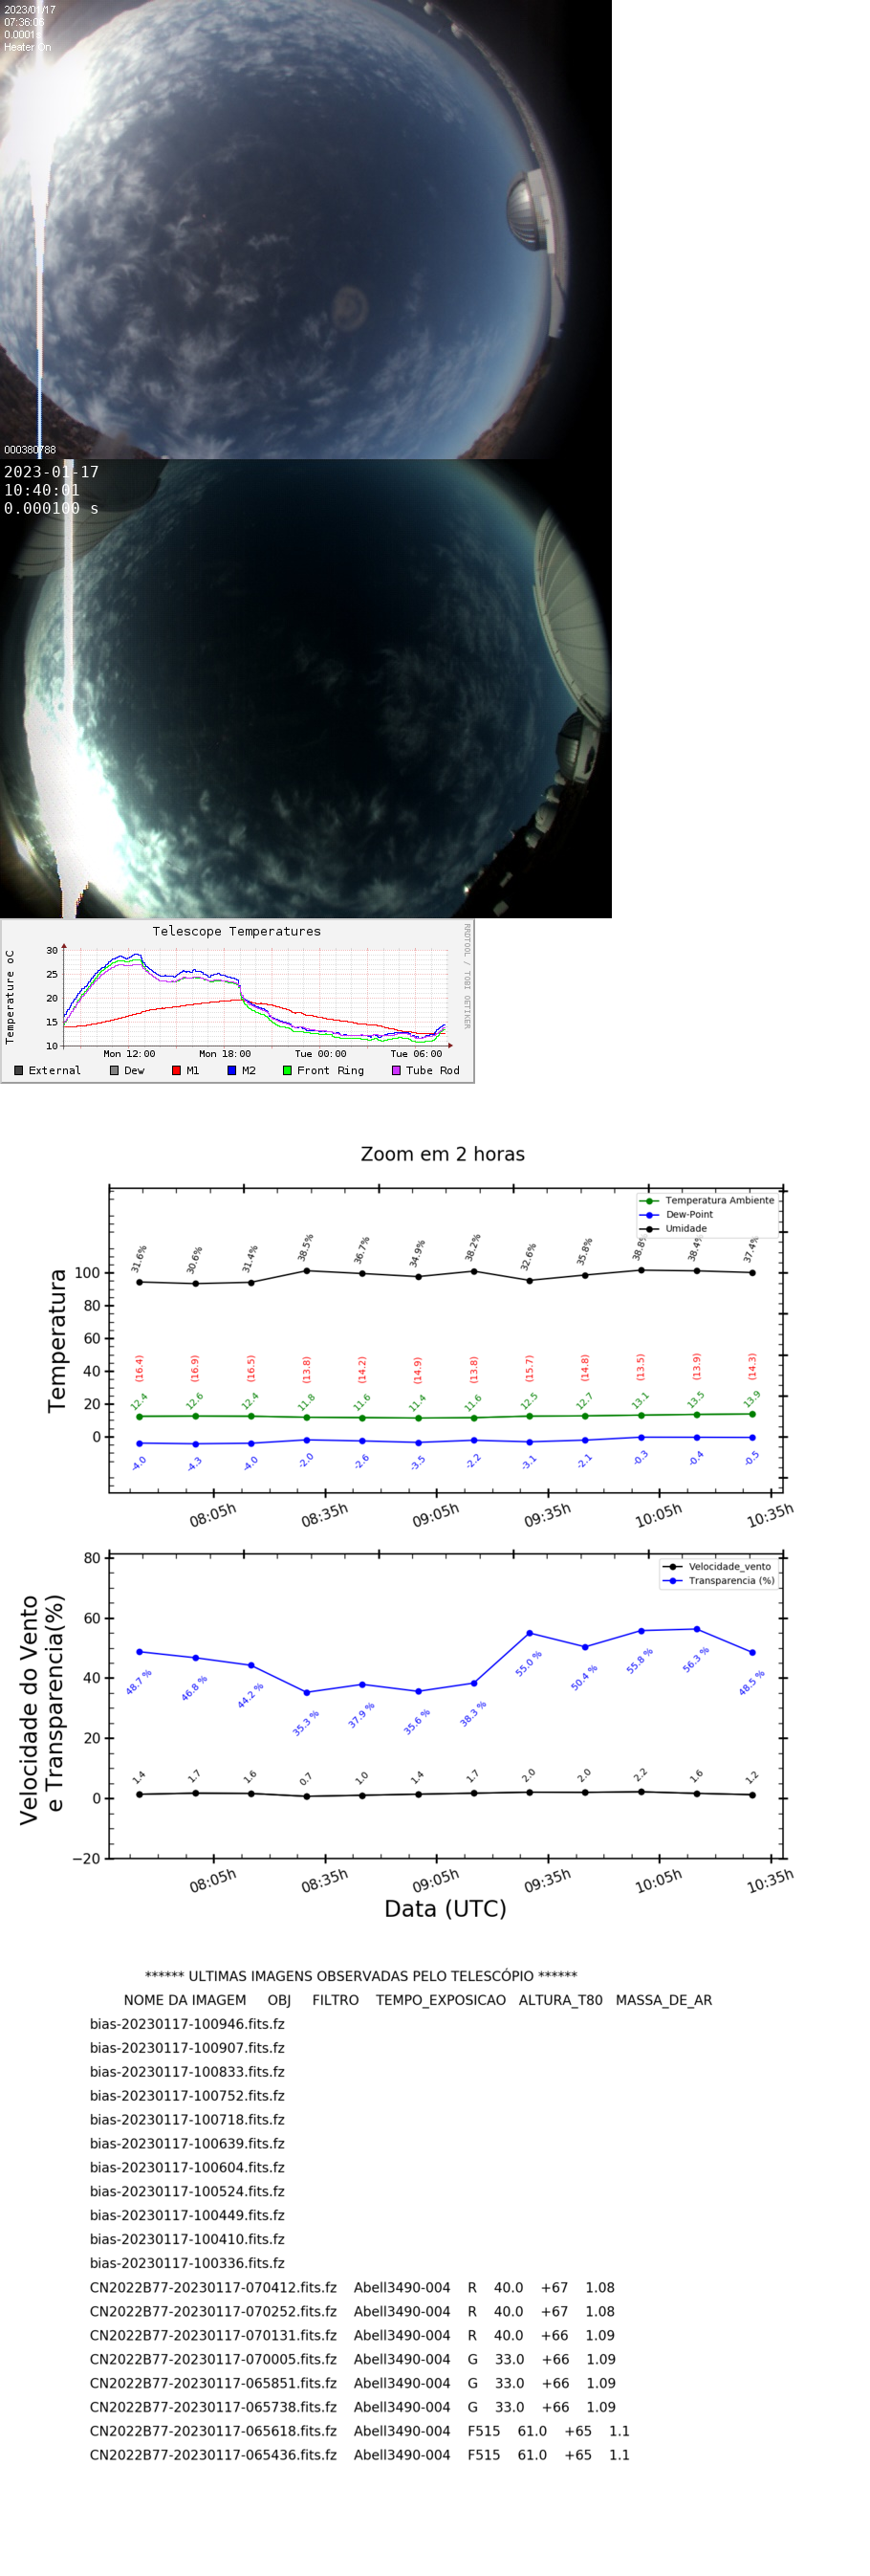 2023/01/17
07:36:06
0.0001
Heater On
000380788
2023-01-17
10:40:01
0.000100 s
Telescope Temperatures
RRDTOOL / TOBI OETIKER
Temperature oC
30
25
20
15
10
Mon 12:00 Mon 18:00 Tue 00:00 Tue 06:00
External Dew M1 M2 Front Ring Tube Rod
Zoom em 2 horas
Temperatura Ambiente
Dew-Point
Umidade
Temperatura
31.6% 30.6% 31.4% 38.5% 36.7% 34.9% 38.2% 32.6% 35.8% 38.8% 38.4% 37.4%
100
80
60
40
20
0
(16.4) (16.9) (16.5) (13.8) (14.2) (14.9) (13.8) (15.7) (14.8) (13.5) (13.9) (14.3)
12.4 12.6 12.4 11.8 11.6 11.4 11.6 12.5 12.7 13.1 13.5 13.9
-4.0 -4.3 -4.0 -2.0 -2.6 -3.5 -2.2 -3.1 -2.1 -0.3 -0.4 -0.5
08:05h 08:35h 09:05h 09:35h 10:05h 10:35h
Velocidade_vento
Transparencia (%)
Velocidade do Vento
e Transparencia(%)
80
60
40
20
0
−20
48.7 % 46.8 % 44.2 % 35.3 % 37.9 % 35.6 % 38.3 % 55.0 % 50.4 % 55.8 % 56.3 % 48.5 %
1.4 1.7 1.6 0.7 1.0 1.4 1.7 2.0 2.0 2.2 1.6 1.2
08:05h 08:35h 09:05h 09:35h 10:05h 10:35h
Data (UTC)
****** ULTIMAS IMAGENS OBSERVADAS PELO TELESCÓPIO ******
NOME DA IMAGEM OBJ FILTRO TEMPO_EXPOSICAO ALTURA_T80 MASSA_DE_AR
bias-20230117-100946.fits.fz
bias-20230117-100907.fits.fz
bias-20230117-100833.fits.fz
bias-20230117-100752.fits.fz
bias-20230117-100718.fits.fz
bias-20230117-100639.fits.fz
bias-20230117-100604.fits.fz
bias-20230117-100524.fits.fz
bias-20230117-100449.fits.fz
bias-20230117-100410.fits.fz
bias-20230117-100336.fits.fz
CN2022B77-20230117-070412.fits.fz Abell3490-004 R 40.0 +67 1.08
CN2022B77-20230117-070252.fits.fz Abell3490-004 R 40.0 +67 1.08
CN2022B77-20230117-070131.fits.fz Abell3490-004 R 40.0 +66 1.09
CN2022B77-20230117-070005.fits.fz Abell3490-004 G 33.0 +66 1.09
CN2022B77-20230117-065851.fits.fz Abell3490-004 G 33.0 +66 1.09
CN2022B77-20230117-065738.fits.fz Abell3490-004 G 33.0 +66 1.09
CN2022B77-20230117-065618.fits.fz Abell3490-004 F515 61.0 +65 1.1
CN2022B77-20230117-065436.fits.fz Abell3490-004 F515 61.0 +65 1.1